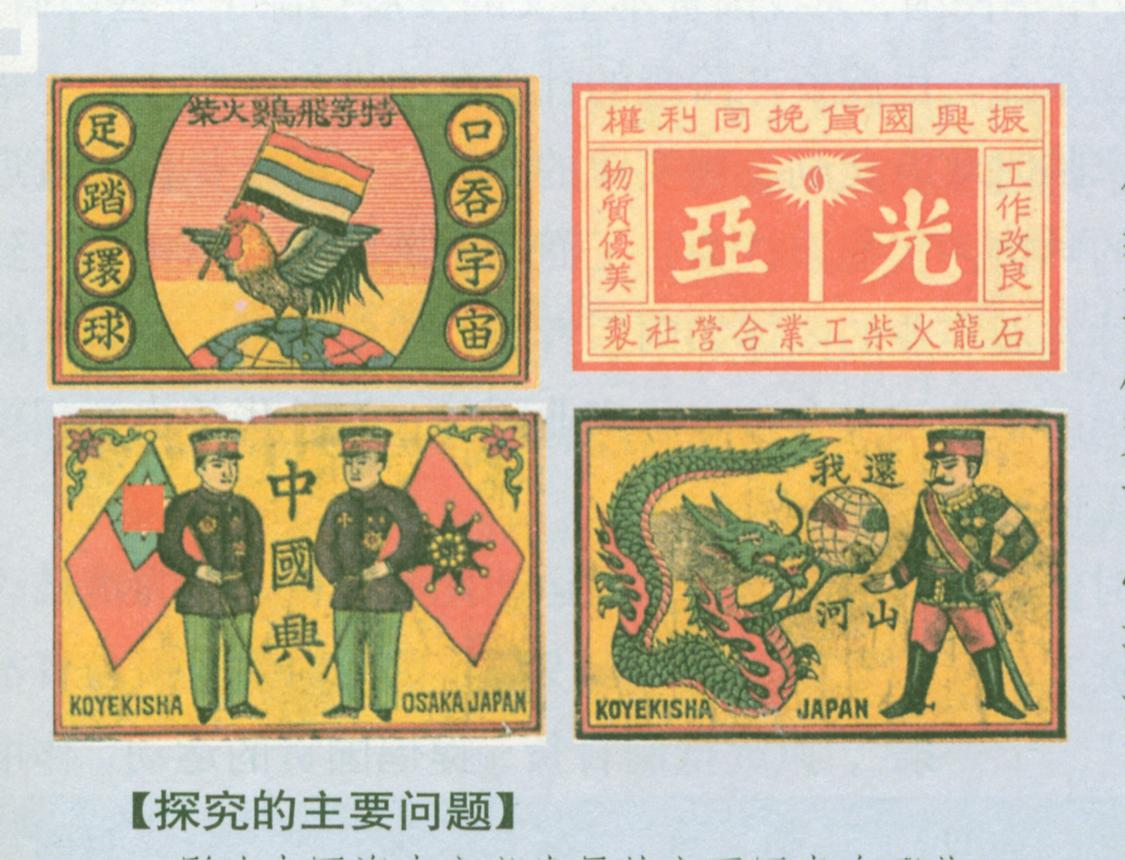 特等飛鷄火柴
口吞宇宙
足踏環球
振興國貨挽囘利權
工作改良
光亞
物質優美
石龍火柴工業合營社製
中國興
KOYEKISHA
OSAKA JAPAN
還我
山河
KOYEKISHA
JAPAN
【探究的主要问题】